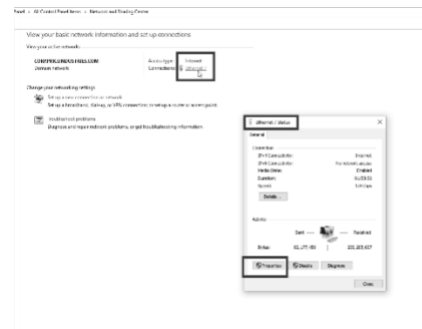 Panel > All Control Panel Items > Network and Sharing Center
View your basic network information and set up connections
View your active networks
Domain network
Access type: Internet
Connections: Ethernet
Change your networking settings
Set up a new connection or network
Set up a broadband, dial-up, or VPN connection; or set up a router or access point.
Troubleshoot problems
Diagnose and repair network problems, or get troubleshooting information.
Ethernet Status
General
Connection
IPv4 Connectivity: Internet
IPv6 Connectivity: No network access
Media State: Enabled
Duration:
Speed:
Details...
Activity
Sent — — Received
Bytes:
Properties Disable Diagnose
Close